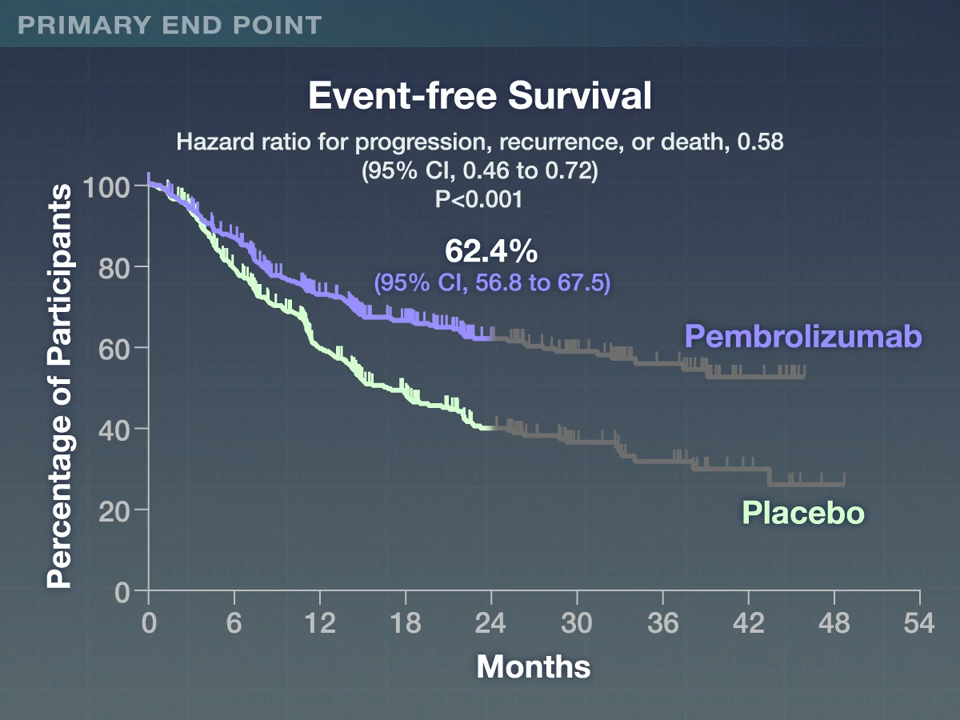 PRIMARY END POINT
Event-free Survival
Hazard ratio for progression, recurrence, or death, 0.58
(95% CI, 0.46 to 0.72)
P<0.001
62.4%
(95% CI, 56.8 to 67.5)
Percentage of Participants
100
80
60
40
20
0
Pembrolizumab
Placebo
0 6 12 18 24 30 36 42 48 54
Months